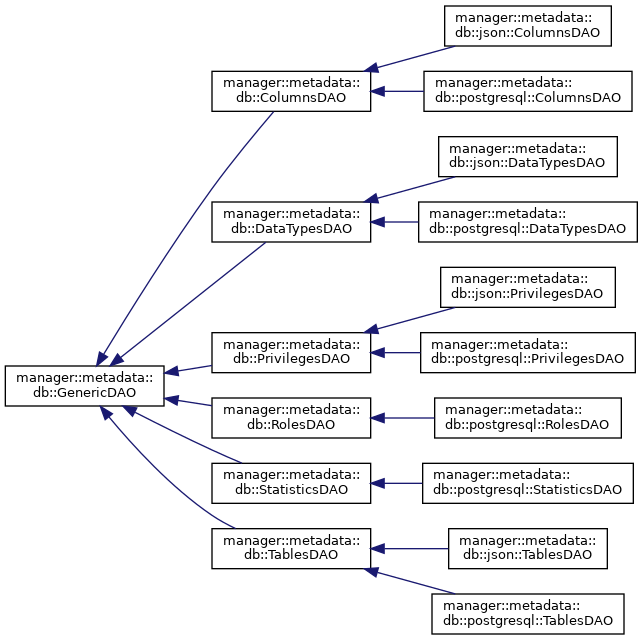 manager::metadata::
db::json::ColumnsDAO
manager::metadata::
db::ColumnsDAO
manager::metadata::
db::postgresql::ColumnsDAO
manager::metadata::
db::json::DataTypesDAO
manager::metadata::
db::DataTypesDAO
manager::metadata::
db::postgresql::DataTypesDAO
manager::metadata::
db::json::PrivilegesDAO
manager::metadata::
db::PrivilegesDAO
manager::metadata::
db::postgresql::PrivilegesDAO
manager::metadata::
db::GenericDAO
manager::metadata::
db::RolesDAO
manager::metadata::
db::postgresql::RolesDAO
manager::metadata::
db::StatisticsDAO
manager::metadata::
db::postgresql::StatisticsDAO
manager::metadata::
db::TablesDAO
manager::metadata::
db::json::TablesDAO
manager::metadata::
db::postgresql::TablesDAO